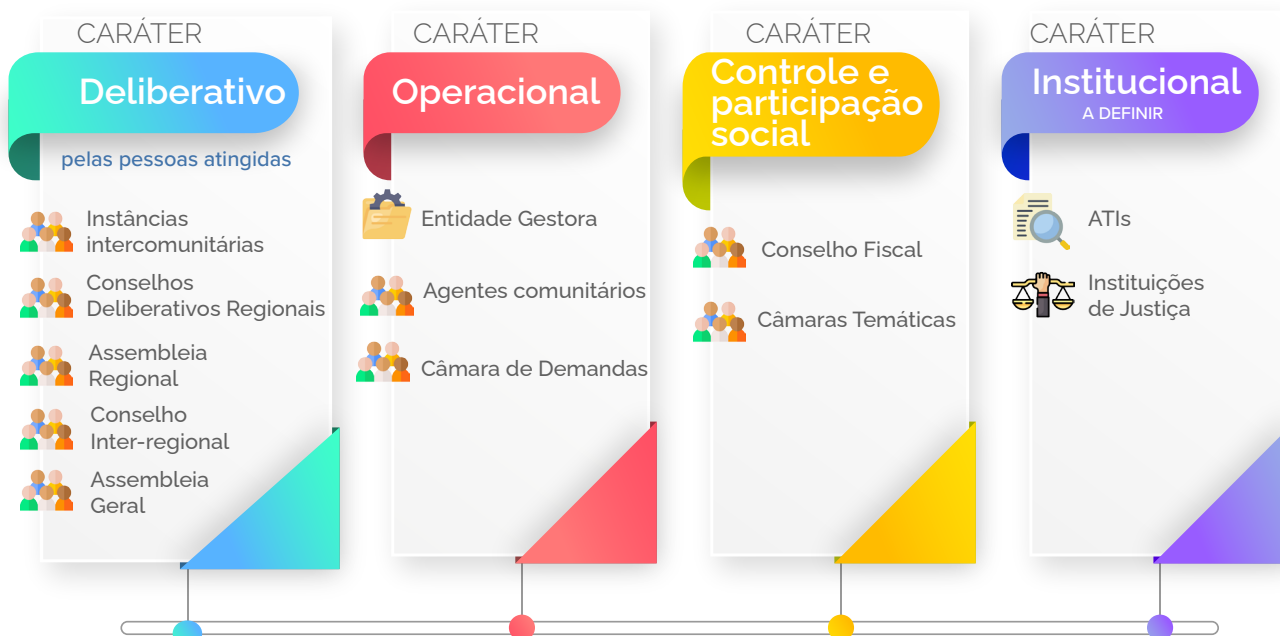 CARÁTER
Deliberativo
pelas pessoas atingidas
Instâncias
intercomunitárias
Conselhos
Deliberativos Regionais
Assembleia
Regional
Conselho
Inter-regional
Assembleia
Geral
CARÁTER
Operacional
Entidade Gestora
Agentes comunitários
Câmara de Demandas
CARÁTER
Controle e
participação
social
Conselho Fiscal
Câmaras Temáticas
CARÁTER
Institucional
A DEFINIR
ATIs
Instituições
de Justiça